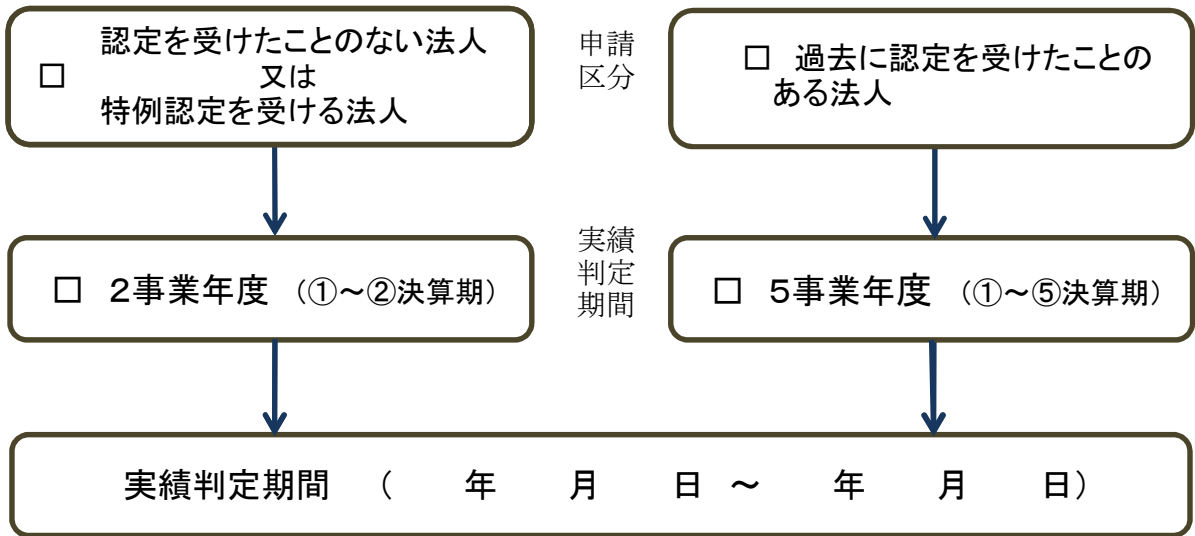 認定を受けたことのない法人
□ 又は
特例認定を受ける法人
申請
区分
□ 過去に認定を受けたことの
ある法人
□ 2事業年度 (①~②決算期)
実績
判定
期間
□ 5事業年度 (①~⑤決算期)
実績判定期間 ( 年 月 日 ~ 年 月 日)